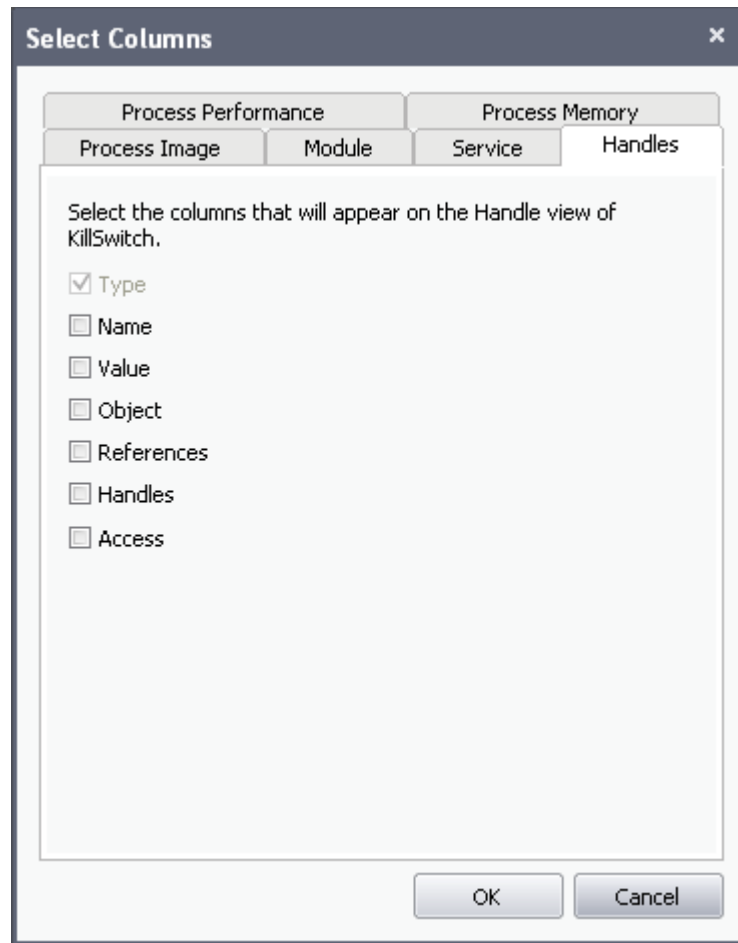 Select Columns
Process Performance
Process Memory
Process Image
Module
Service
Handles
Select the columns that will appear on the Handle view of
KillSwitch.
Type
Name
Value
Object
References
Handles
Access
OK
Cancel